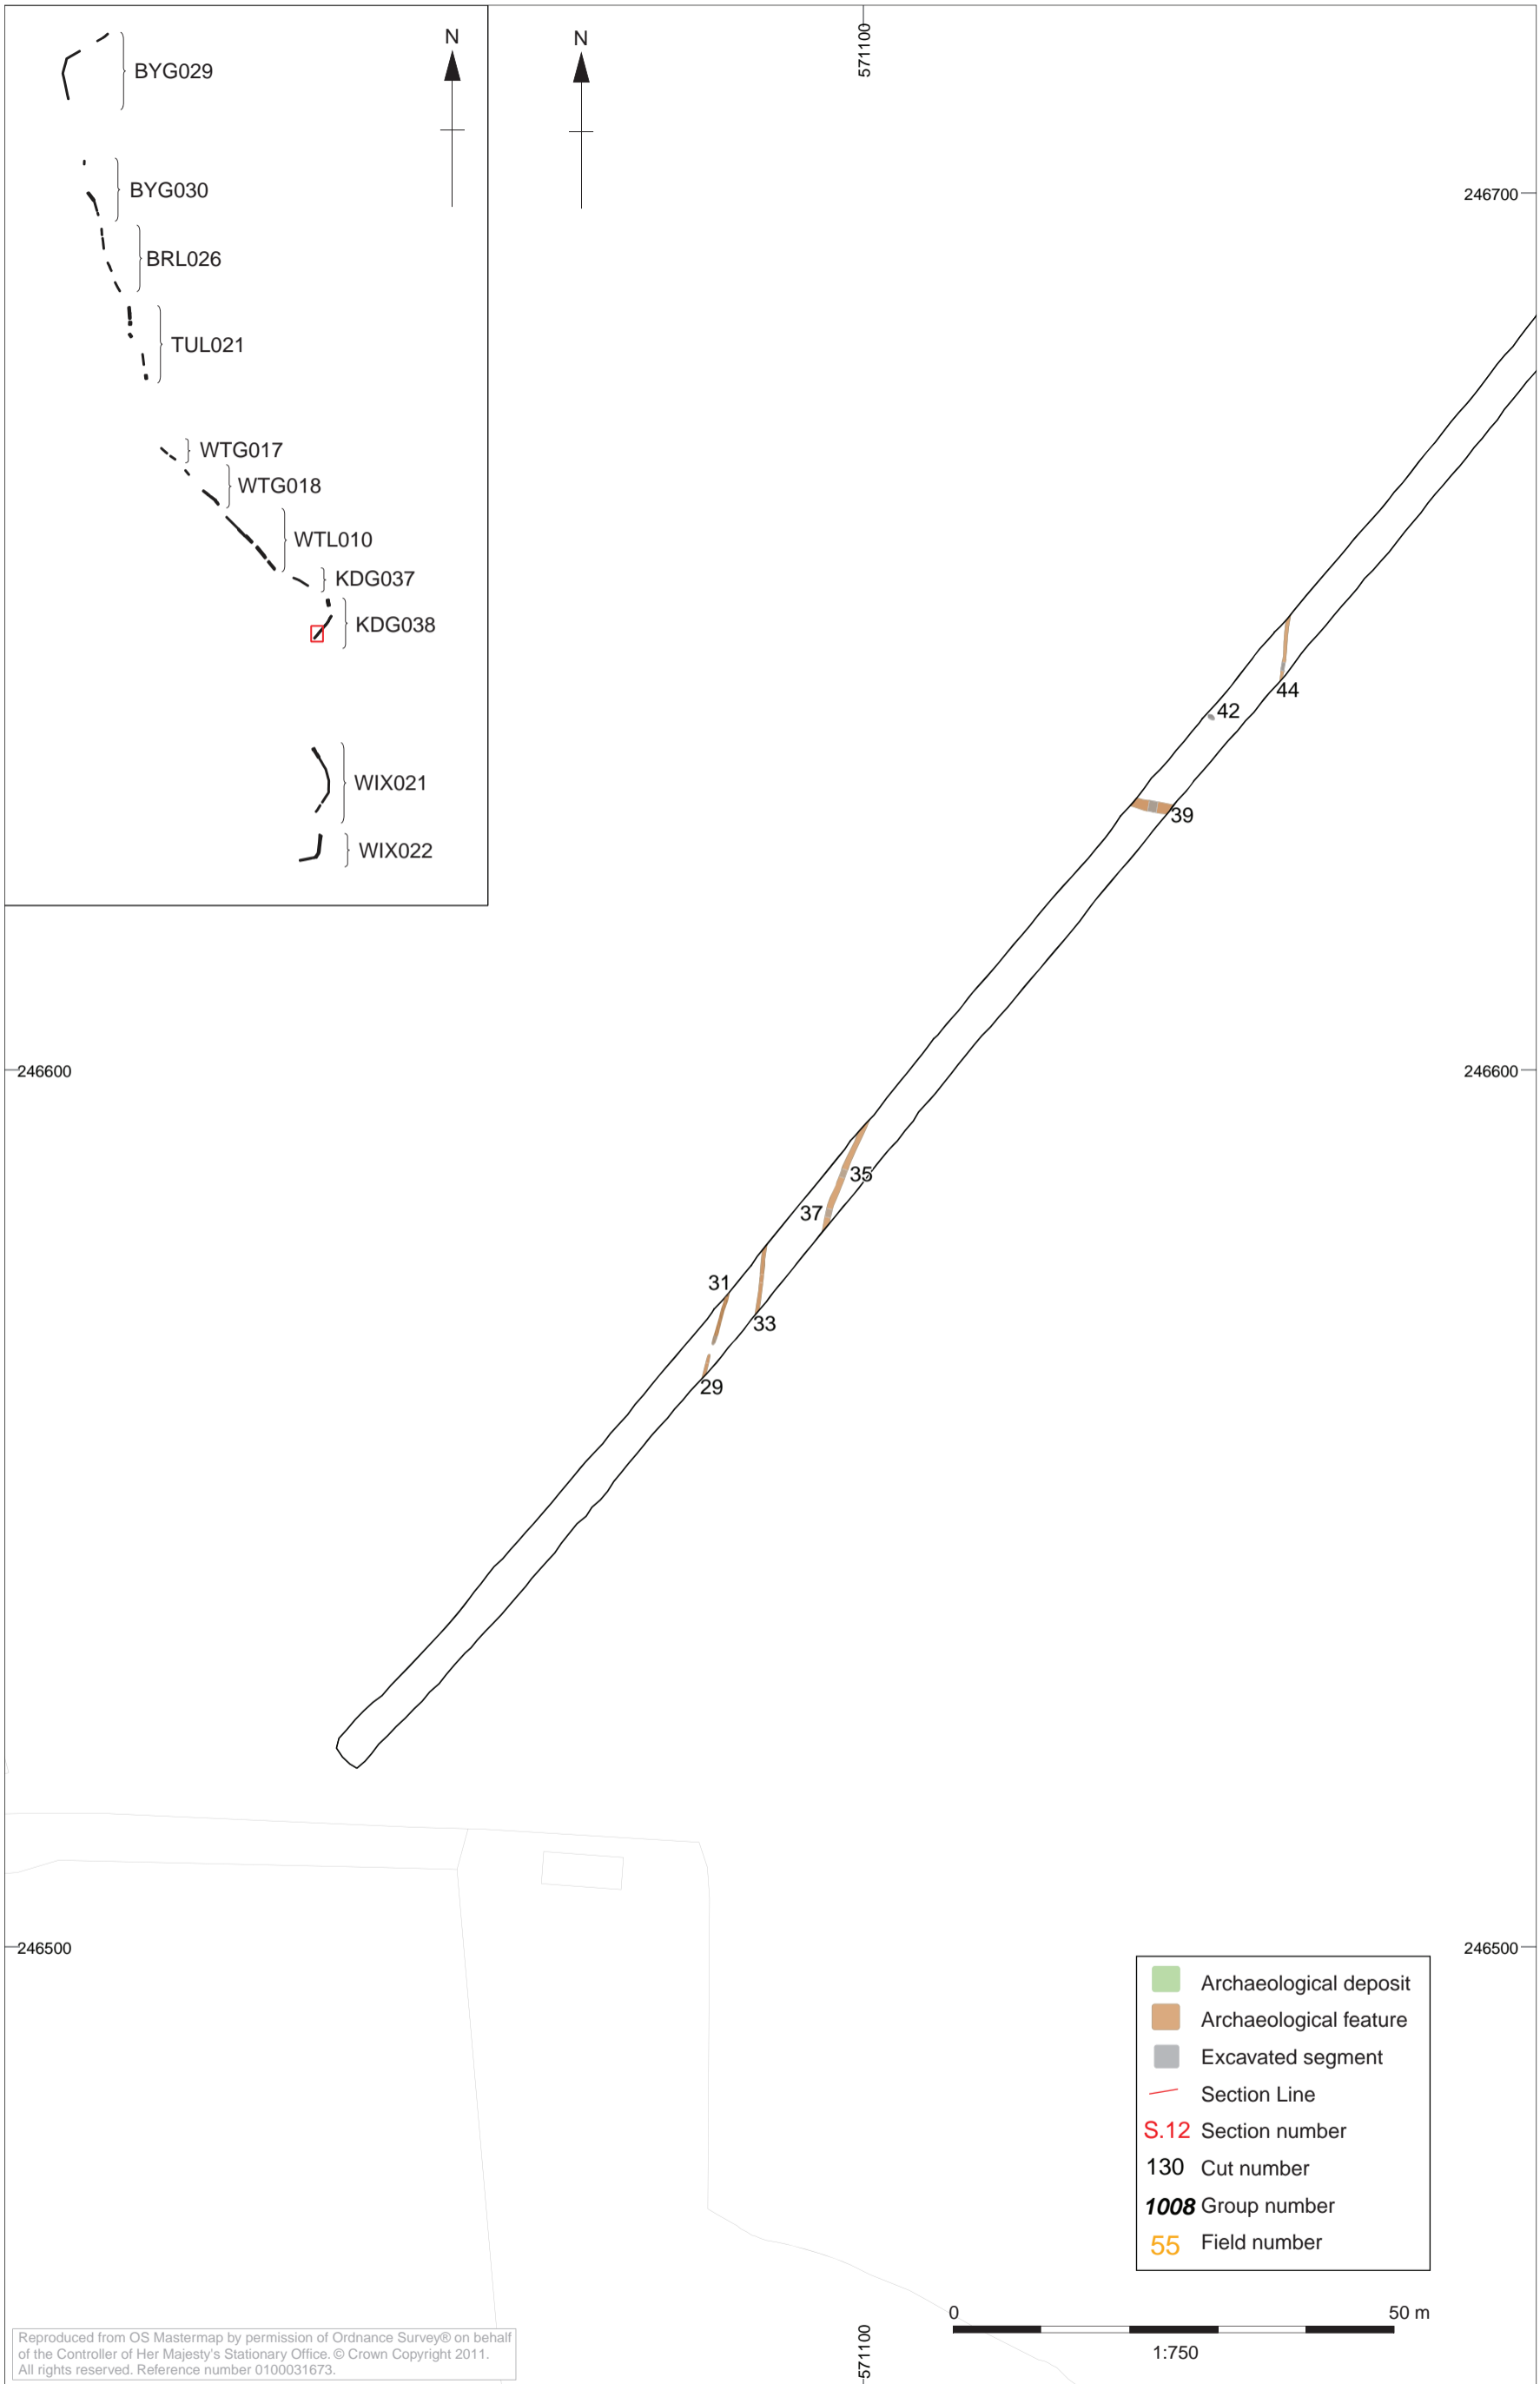 N
N
571100
BYG029
BYG030
BRL026
TUL021
WTG017
WTG018
WTL010
KDG037
KDG038
WIX021
WIX022
246700
44
42
39
246600
246600
35
37
31
33
29
246500
246500
Archaeological deposit
Archaeological feature
Excavated segment
Section Line
S.12 Section number
130 Cut number
1008 Group number
55 Field number
0 50 m
1:750
571100
Reproduced from OS Mastermap by permission of Ordnance Survey® on behalf
of the Controller of Her Majesty's Stationary Office. © Crown Copyright 2011.
All rights reserved. Reference number 0100031673.